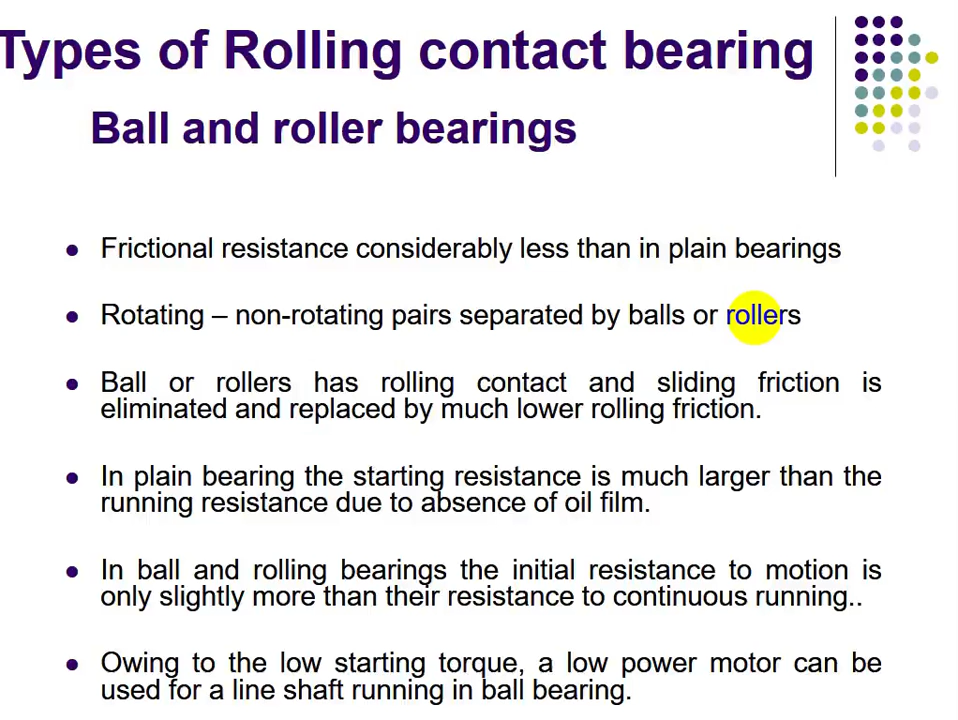 Types of Rolling contact bearing
Ball and roller bearings
● Frictional resistance considerably less than in plain bearings
● Rotating – non-rotating pairs separated by balls or rollers
● Ball or rollers has rolling contact and sliding friction is
eliminated and replaced by much lower rolling friction.
● In plain bearing the starting resistance is much larger than the
running resistance due to absence of oil film.
● In ball and rolling bearings the initial resistance to motion is
only slightly more than their resistance to continuous running..
● Owing to the low starting torque, a low power motor can be
used for a line shaft running in ball bearing.